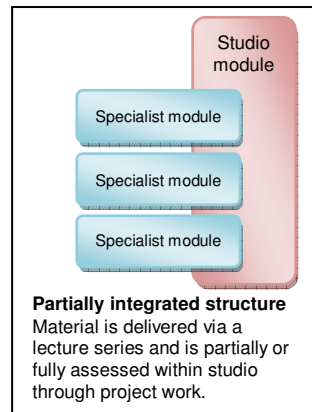 Studio
module
Specialist module
Specialist module
Specialist module
Partially integrated structure
Material is delivered via a
lecture series and is partially or
fully assessed within studio
through project work.